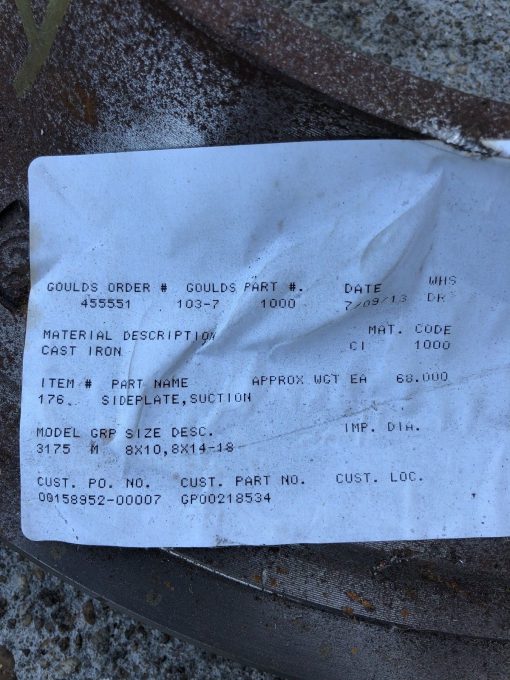 GOULDS ORDER # GOULDS PART #. DATE WHS
455551 103-7 1000 7/09/13 DR
MATERIAL DESCRIPTION MAT. CODE
CAST IRON CI 1000
ITEM # PART NAME APPROX WGT EA 68.000
176. SIDEPLATE,SUCTION
MODEL GRP SIZE DESC. IMP. DIA.
3175 M 8X10,8X14-18
CUST. PO. NO. CUST. PART NO. CUST. LOC.
00158952-00007 GP00218534